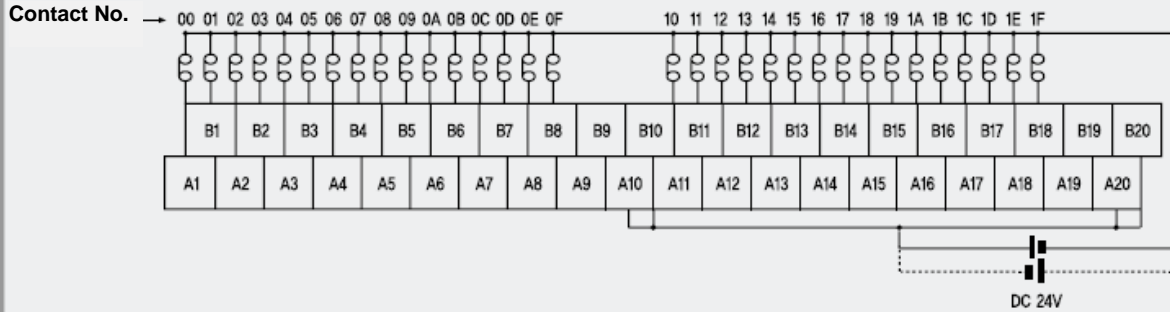 Contact No. → 00 01 02 03 04 05 06 07 08 09 0A 0B 0C 0D 0E 0F 10 11 12 13 14 15 16 17 18 19 1A 1B 1C 1D 1E 1F
B1 B2 B3 B4 B5 B6 B7 B8 B9 B10 B11 B12 B13 B14 B15 B16 B17 B18 B19 B20
A1 A2 A3 A4 A5 A6 A7 A8 A9 A10 A11 A12 A13 A14 A15 A16 A17 A18 A19 A20
DC 24V